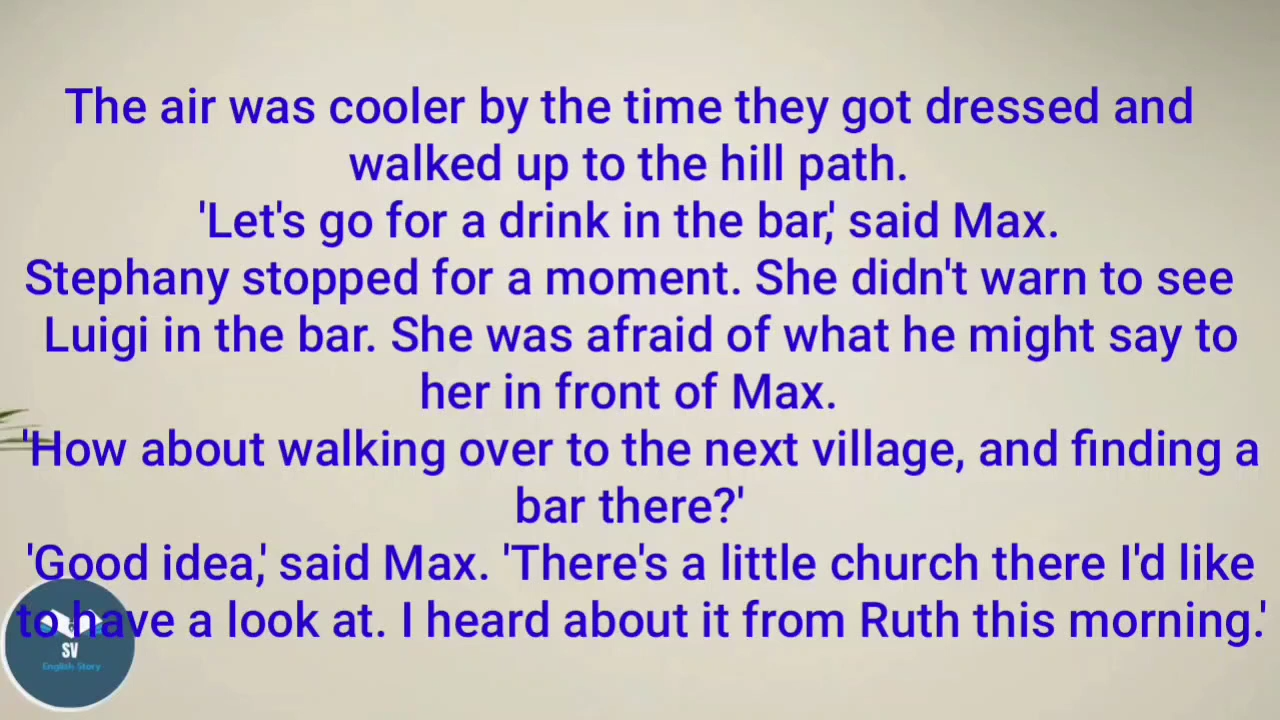 The air was cooler by the time they got dressed and
walked up to the hill path.
'Let's go for a drink in the bar,' said Max.
Stephany stopped for a moment. She didn't warn to see
Luigi in the bar. She was afraid of what he might say to
her in front of Max.
'How about walking over to the next village, and finding a
bar there?'
'Good idea,' said Max. 'There's a little church there I'd like
to have a look at. I heard about it from Ruth this morning.'
SV
English Story